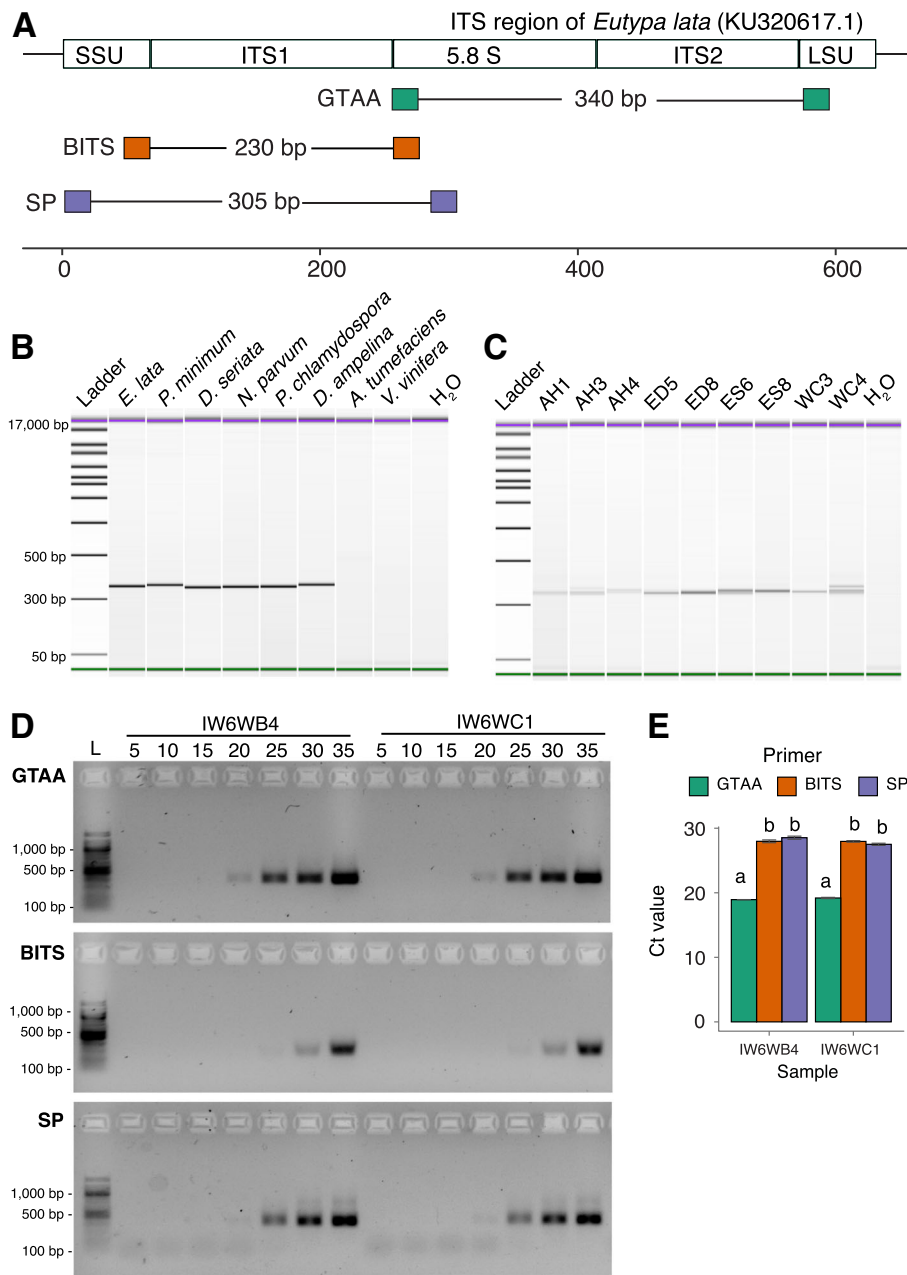 A
ITS region of Eutypa lata (KU320617.1)
SSU ITS1 5.8 S ITS2 LSU
GTAA 340 bp
BITS 230 bp
SP 305 bp
0 200 400 600
B
Ladder E. lata P. minimum D. seriata N. parvum P. chlamydospora D. ampelina A. tumefaciens V. vinifera H2O
17,000 bp
500 bp
300 bp
50 bp
C
Ladder AH1 AH3 AH4 ED5 ED8 ES6 ES8 WC3 WC4 H2O
D
IW6WB4 IW6WC1
L 5 10 15 20 25 30 35 5 10 15 20 25 30 35
GTAA
1,000 bp -
500 bp -
100 bp -
BITS
1,000 bp -
500 bp -
100 bp -
SP
1,000 bp -
500 bp -
100 bp -
E
Primer
GTAA BITS SP
30
20
10
0
Ct value
a b b a b b
IW6WB4 IW6WC1
Sample